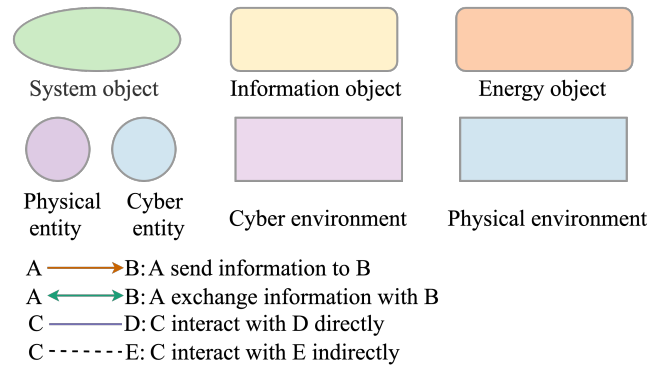 System object
Information object
Energy object
Physical entity
Cyber entity
Cyber environment
Physical environment
A B: A send information to B
A B: A exchange information with B
C D: C interact with D directly
C E: C interact with E indirectly